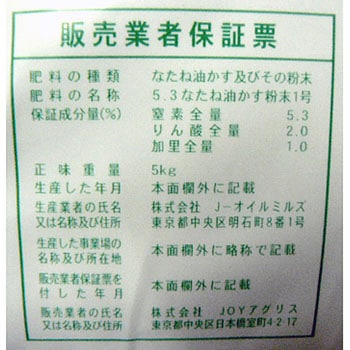 販売業者保証票
肥料の種類 なたね油かす及びその粉末
肥料の名称 5.3なたね油かす粉末1号
保証成分量(%) 窒素全量 5.3
りん酸全量 2.0
加里全量 1.0
正味重量 5kg
生産した年月 本面欄外に記載
生産業者の氏名 株式会社 J-オイルミルズ
又は名称及び住所 東京都中央区明石町8番1号
生産した事業場の
名称及び所在地 本面欄外に略称で記載
販売業者保証票を
付した年月 本面欄外に記載
販売業者の氏名 株式会社 JOYアグリス
又は名称及び住所 東京都中央区日本橋室町4-2-17